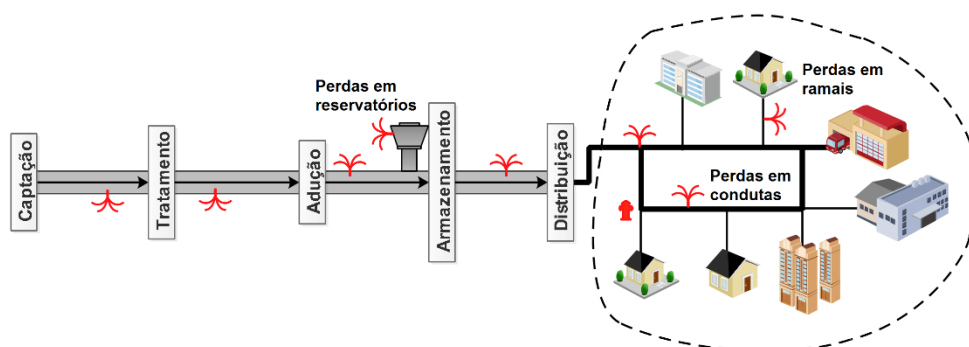 Captação
Tratamento
Adução
Perdas em
reservatórios
Armazenamento
Distribuição
Perdas em
ramais
Perdas em
condutas